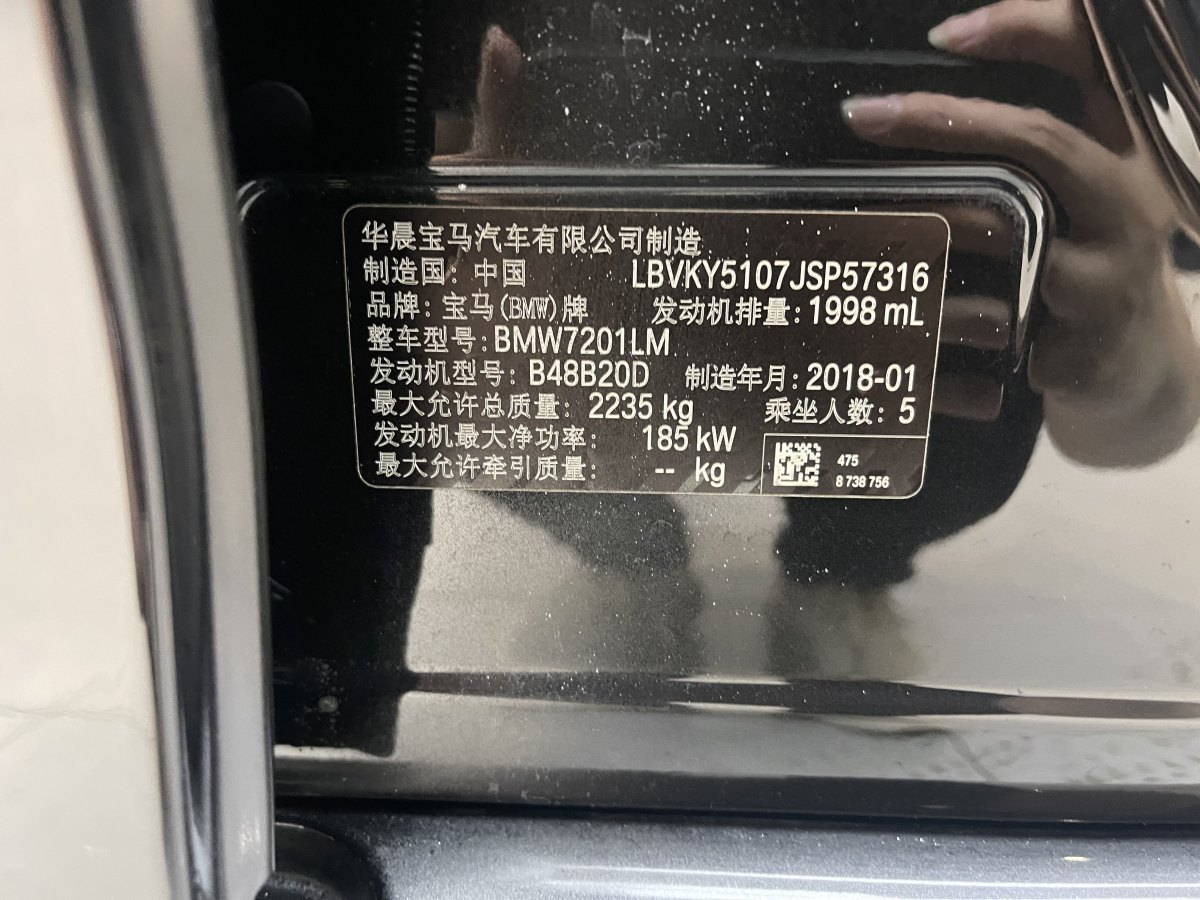 华晨宝马汽车有限公司制造
制造国：中国 LBVKY5107JSP57316
品牌：宝马(BMW)牌 发动机排量：1998 mL
整车型号：BMW7201LM
发动机型号：B48B20D 制造年月：2018-01
最大允许总质量：2235 kg 乘坐人数：5
发动机最大净功率：185 kW
最大允许牵引质量：-- kg
475
8 738 756